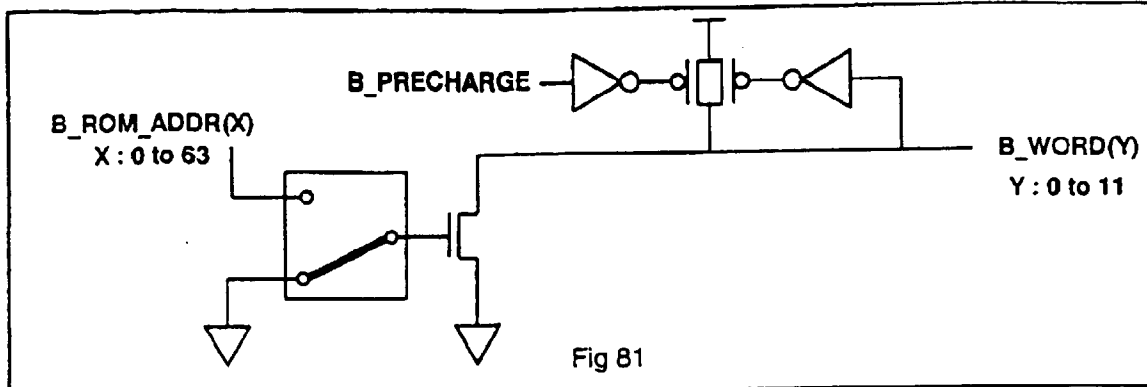 B_PRECHARGE
B_ROM_ADDR(X)
X : 0 to 63
B_WORD(Y)
Y : 0 to 11
Fig 81